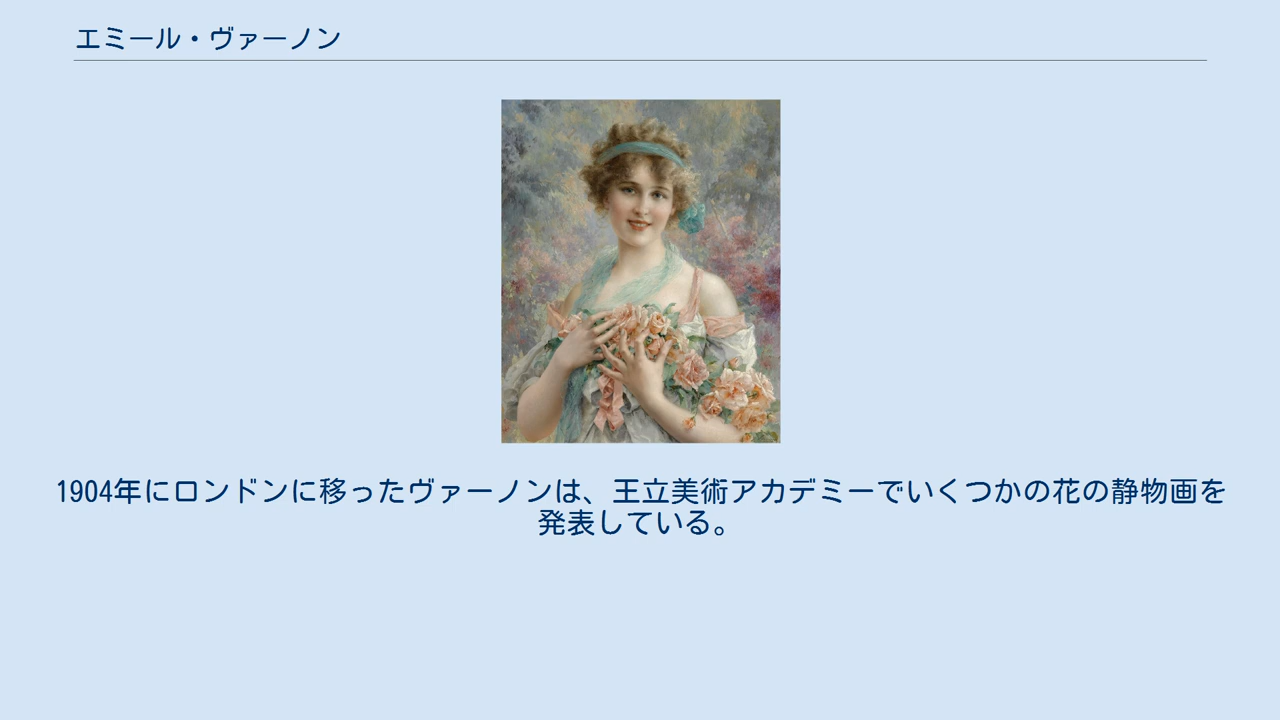 エミール・ヴァーノン
1904年にロンドンに移ったヴァーノンは、王立美術アカデミーでいくつかの花の静物画を
発表している。